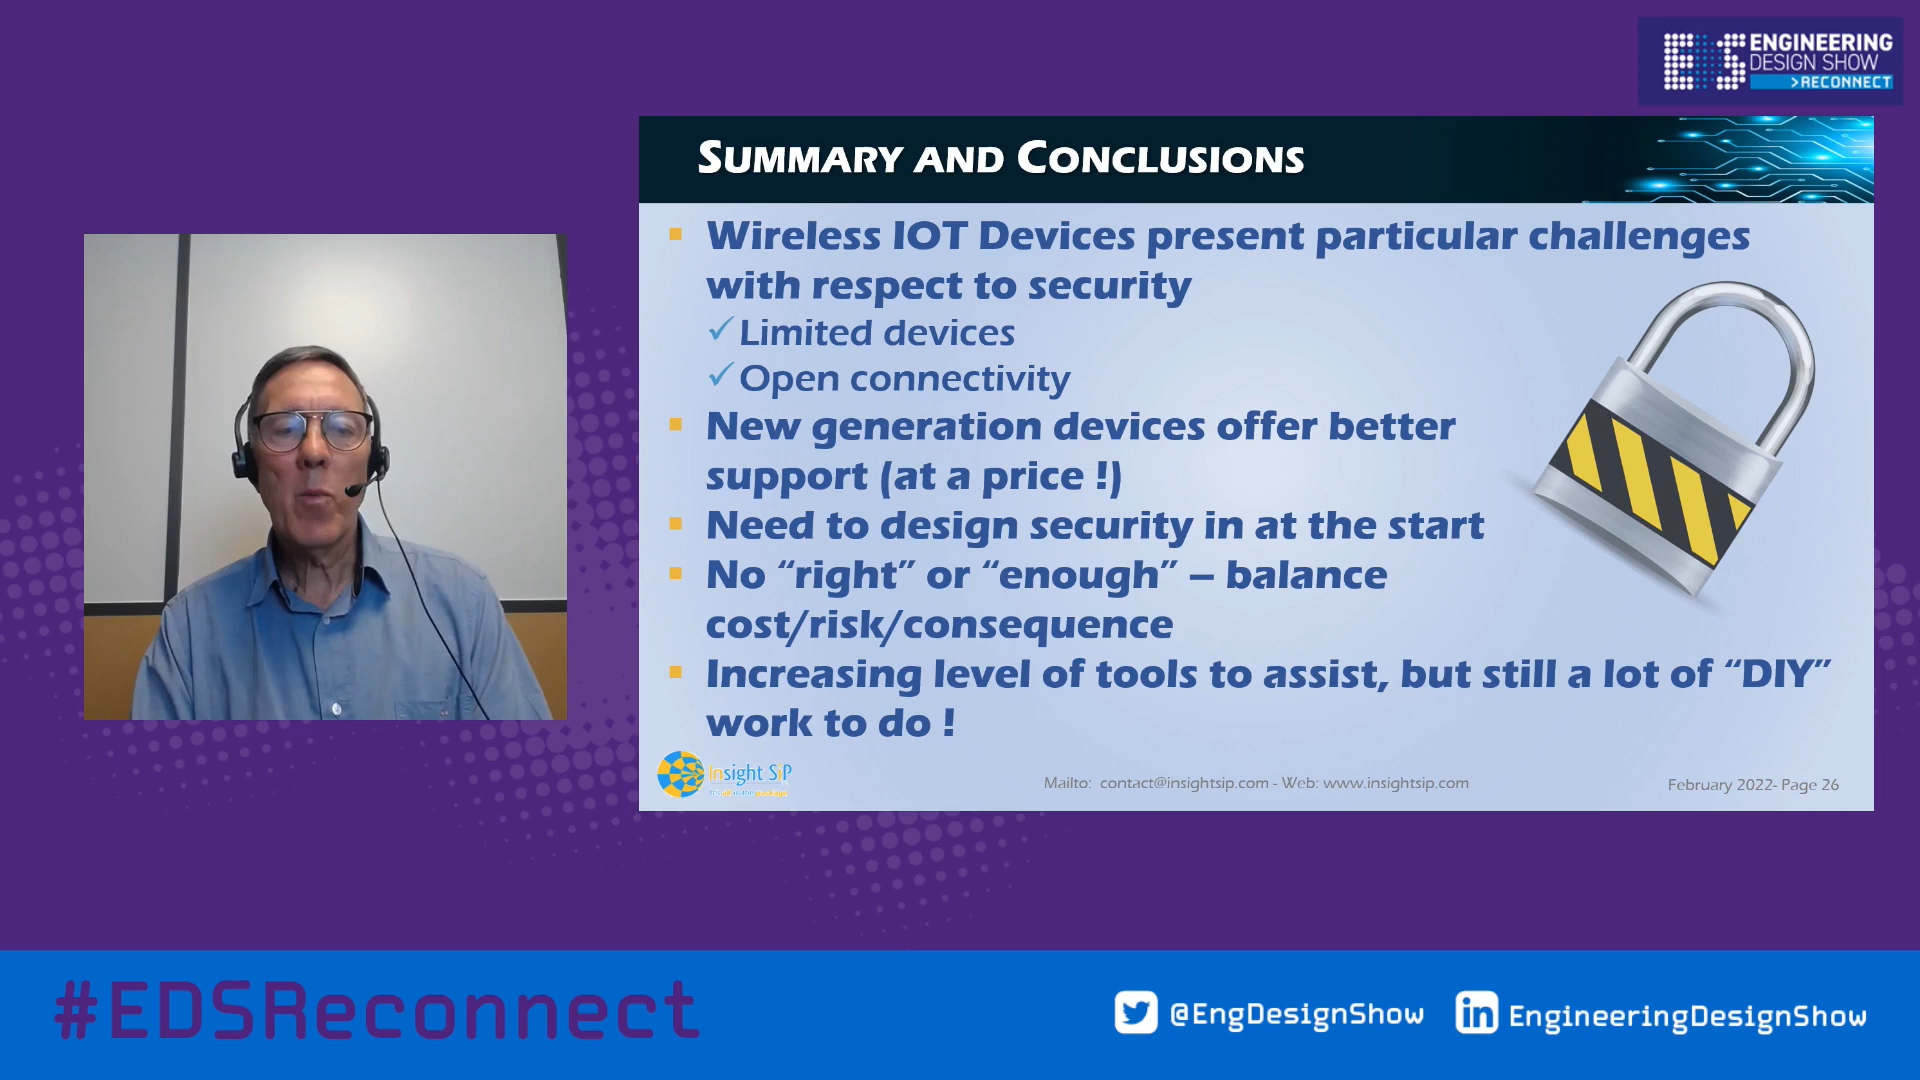 ENGINEERING
DESIGN SHOW
>RECONNECT
SUMMARY AND CONCLUSIONS
Wireless IOT Devices present particular challenges
with respect to security
Limited devices
Open connectivity
New generation devices offer better
support (at a price !)
Need to design security in at the start
No “right” or “enough” – balance
cost/risk/consequence
Increasing level of tools to assist, but still a lot of “DIY”
work to do !
Insight SiP
Mailto: contact@insightsip.com - Web: www.insightsip.com
February 2022- Page 26
#EDSReconnect
@EngDesignShow
in EngineeringDesignShow